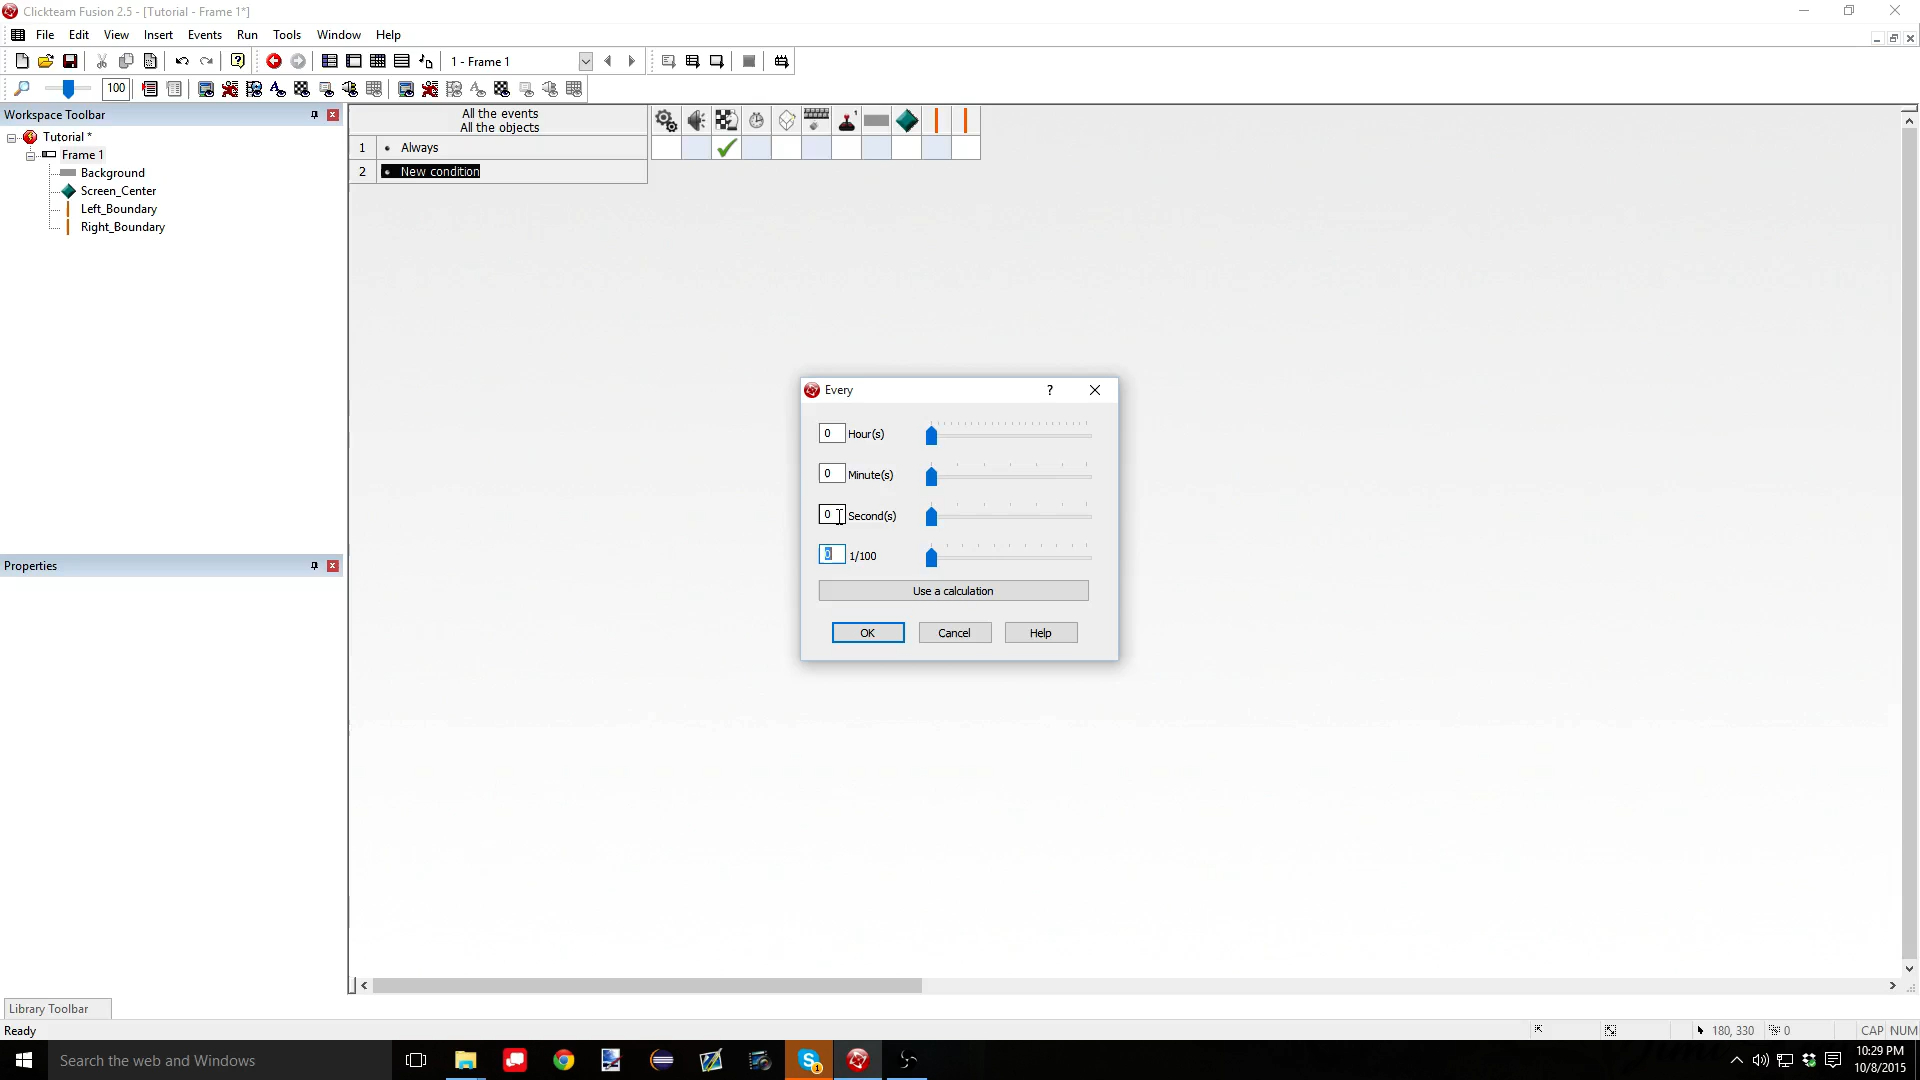 Clickteam Fusion 2.5 - [Tutorial - Frame 1*]
File Edit View Insert Events Run Tools Window Help
1 - Frame 1
100
Workspace Toolbar
Tutorial *
Frame 1
Background
Screen_Center
Left_Boundary
Right_Boundary
All the events
All the objects
1 • Always
2 • New condition
Every ?
0 Hour(s)
0 Minute(s)
0 Second(s)
0 1/100
Use a calculation
OK Cancel Help
Properties
Library Toolbar
Ready 180, 330 0 CAP NUM
Search the web and Windows
10:29 PM
10/8/2015